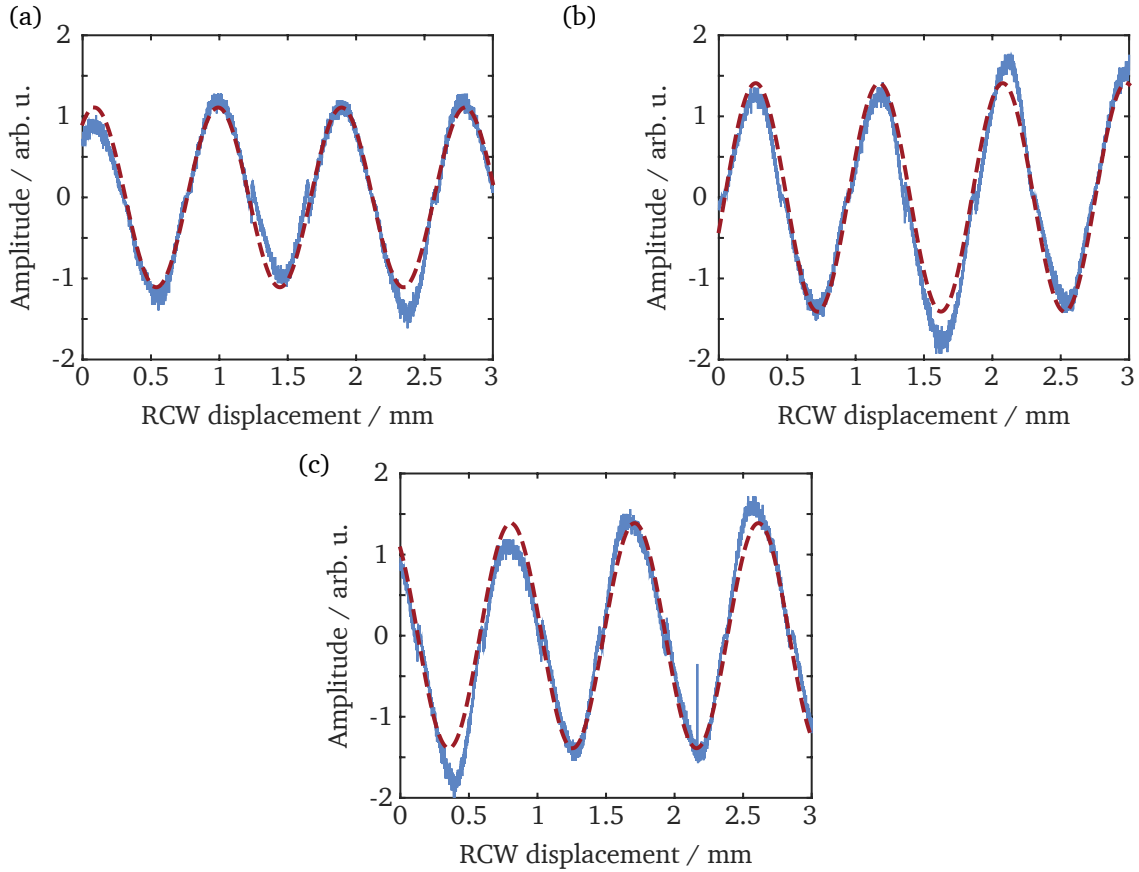 (a)
2
1
0
-1
-2
Amplitude / arb. u.
0 0.5 1 1.5 2 2.5 3
RCW displacement / mm
(b)
2
1
0
-1
-2
Amplitude / arb. u.
0 0.5 1 1.5 2 2.5 3
RCW displacement / mm
(c)
2
1
0
-1
-2
Amplitude / arb. u.
0 0.5 1 1.5 2 2.5 3
RCW displacement / mm